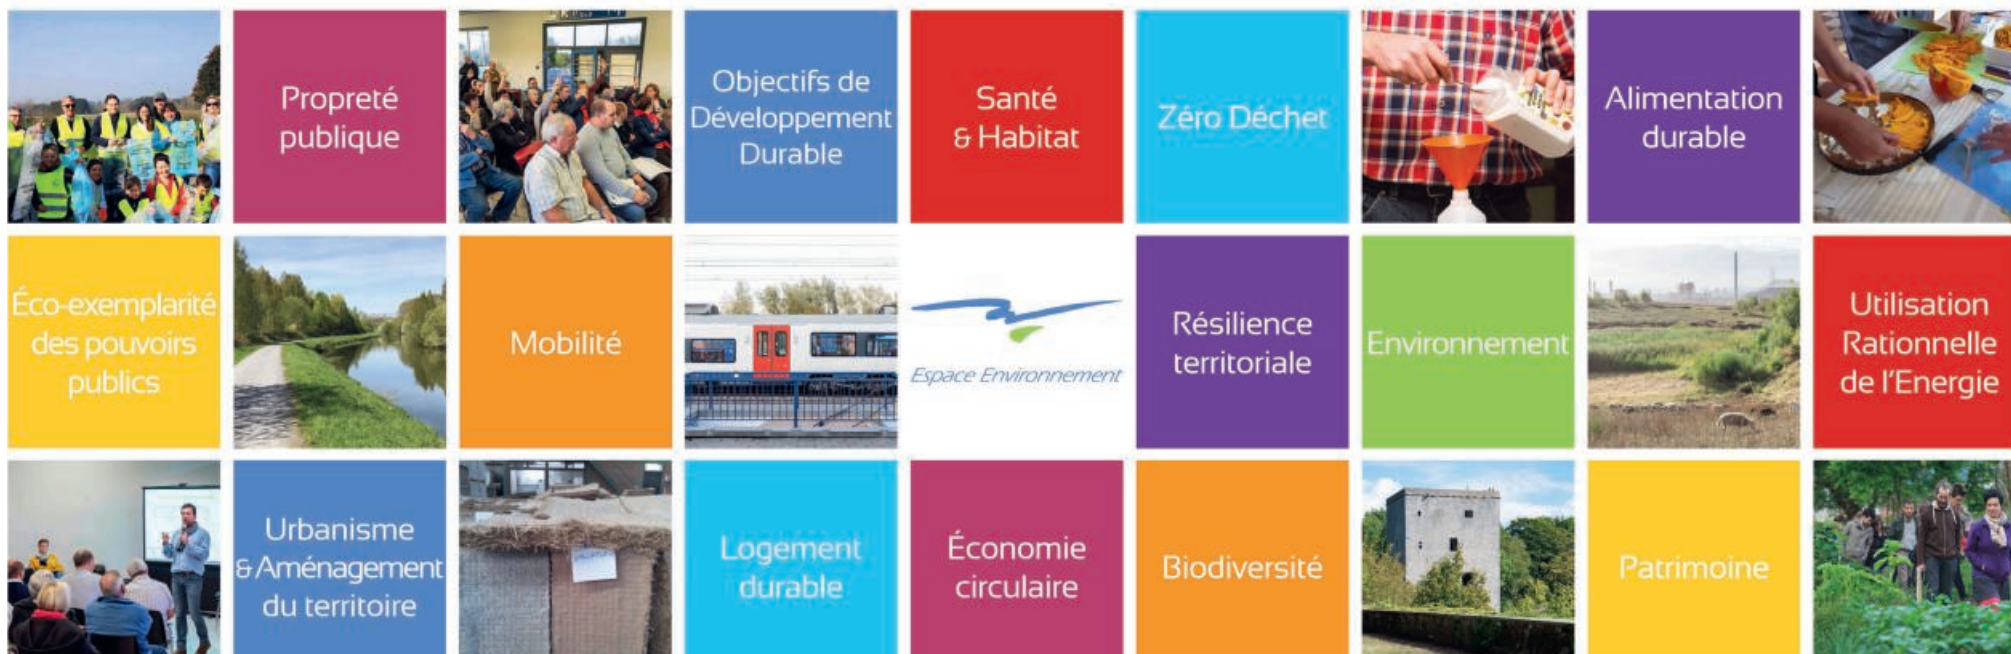 Propreté
publique
Objectifs de
Développement
Durable
Santé
& Habitat
Zéro Déchet
Alimentation
durable
Éco-exemplarité
des pouvoirs
publics
Mobilité
Espace Environnement
Résilience
territoriale
Environnement
Utilisation
Rationnelle
de l'Energie
Urbanisme
& Aménagement
du territoire
Logement
durable
Économie
circulaire
Biodiversité
Patrimoine